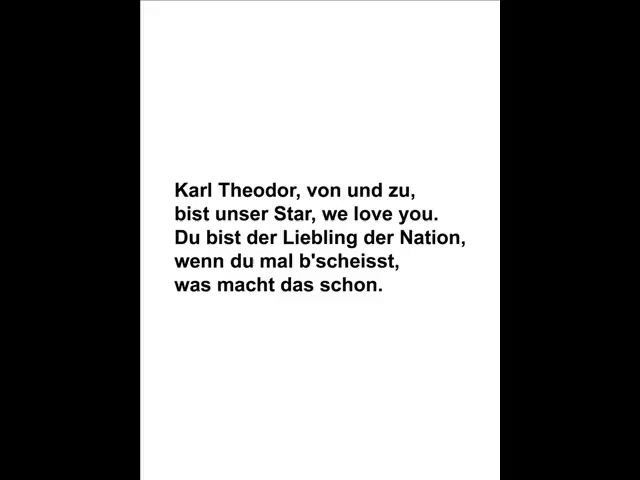 Karl Theodor, von und zu,
bist unser Star, we love you.
Du bist der Liebling der Nation,
wenn du mal b'scheisst,
was macht das schon.